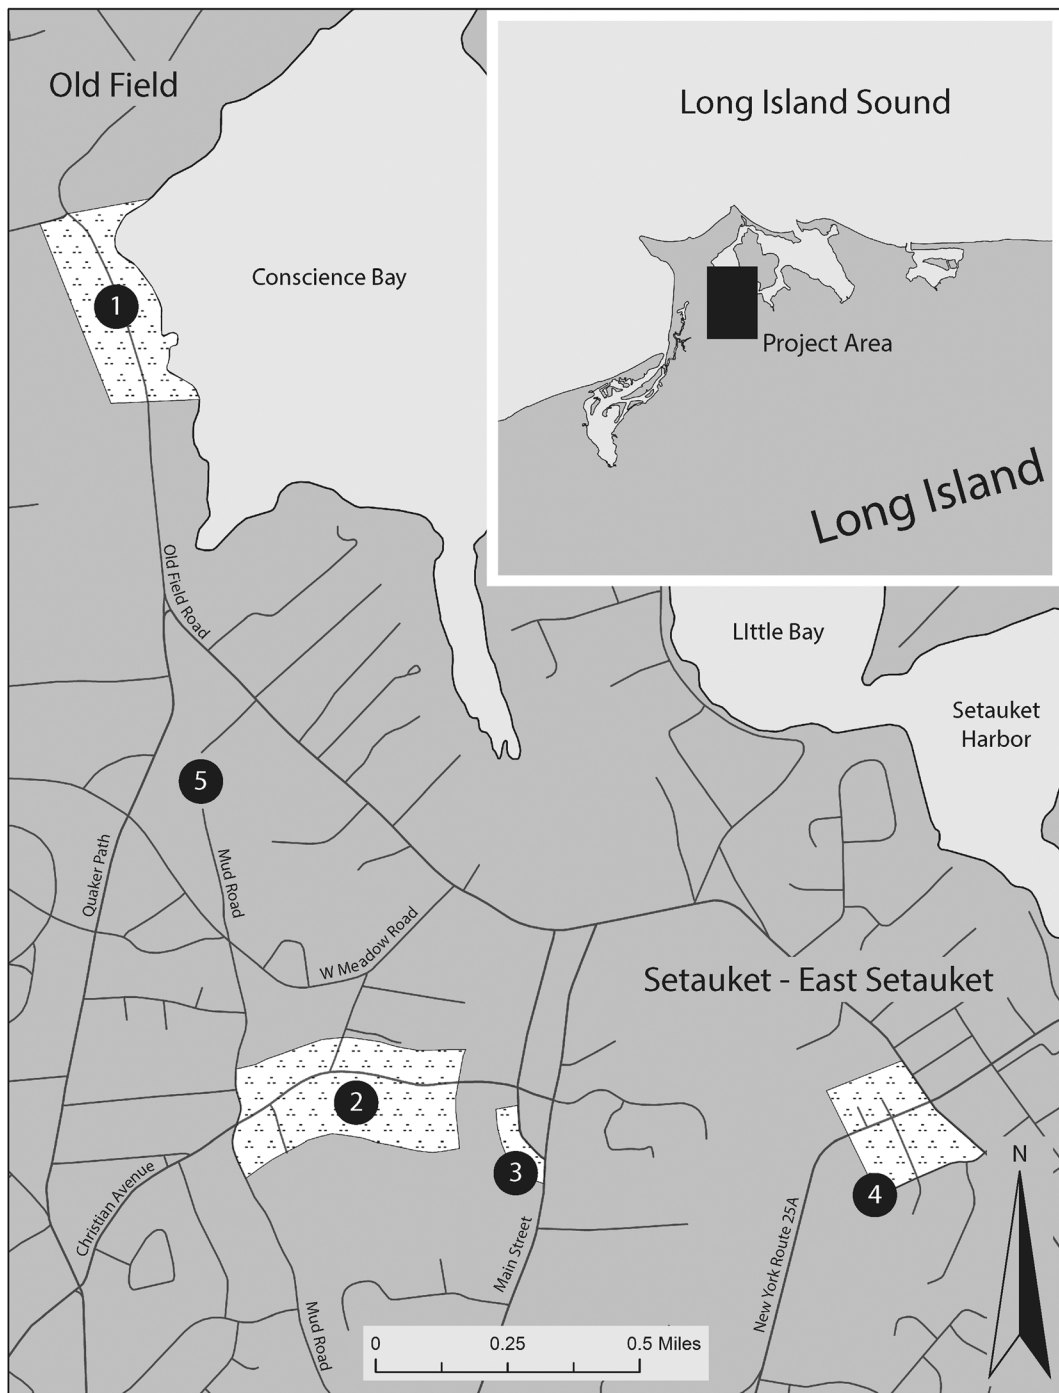 Old Field
Long Island Sound
Conscience Bay
1
Project Area
Long Island
Old Field Road
LIttle Bay
Setauket
Harbor
5
Quaker Path
Mud Road
W Meadow Road
Setauket - East Setauket
2
3
4
N
Christian Avenue
Main Street
New York Route 25A
Mud Road
0 0.25 0.5 Miles